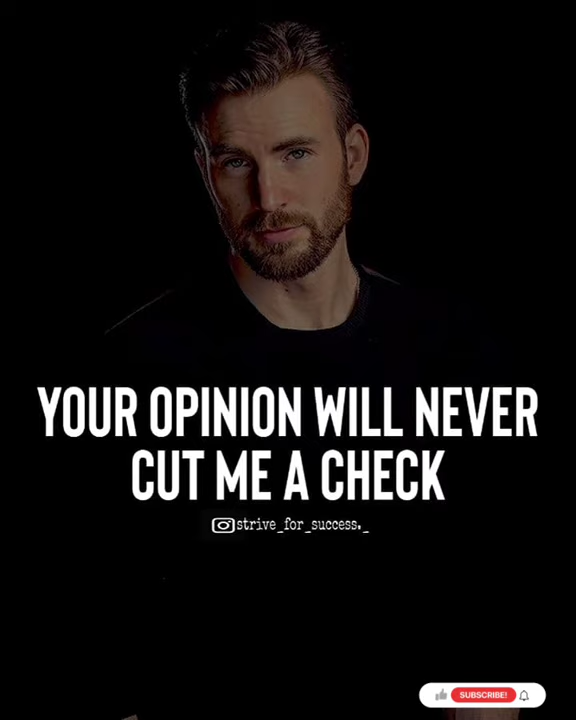 YOUR OPINION WILL NEVER
CUT ME A CHECK
strive_for_success._
SUBSCRIBE!